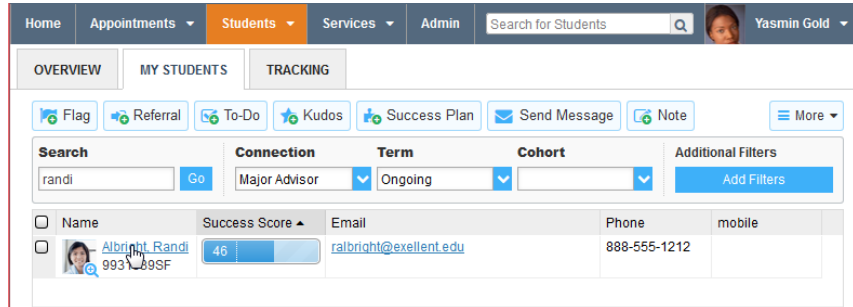 Home Appointments Students Services Admin Search for Students Yasmin Gold
OVERVIEW MY STUDENTS TRACKING
Flag Referral To-Do Kudos Success Plan Send Message Note More
Search Connection Term Cohort Additional Filters
randi Go Major Advisor Ongoing Add Filters
Name Success Score Email Phone mobile
Albright, Randi 46 ralbright@exellent.edu 888-555-1212